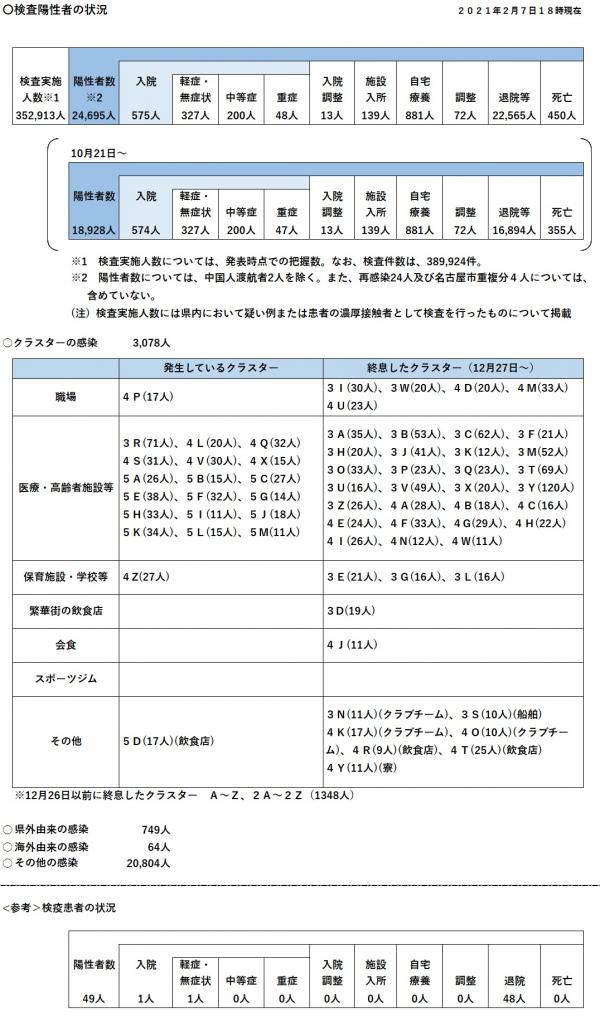 〇検査陽性者の状況 2021年2月7日18時現在
検査実施人数※1 陽性者数※2 入院 軽症・無症状 中等症 重症 入院調整 施設入所 自宅療養 調整 退院等 死亡
352,913人 24,695人 575人 327人 200人 48人 13人 139人 881人 72人 22,565人 450人
10月21日～
陽性者数 入院 軽症・無症状 中等症 重症 入院調整 施設入所 自宅療養 調整 退院等 死亡
18,928人 574人 327人 200人 47人 13人 139人 881人 72人 16,894人 355人
※1 検査実施人数については、発表時点での把握数。なお、検査件数は、389,924件。
※2 陽性者数については、中国人渡航者2人を除く。また、再感染24人及び名古屋市重複分４人については、
含めていない。
（注）検査実施人数には県内において疑い例または患者の濃厚接触者として検査を行ったものについて掲載
〇クラスターの感染 3,078人
発生しているクラスター 終息したクラスター（12月27日～）
職場
４Ｐ(17人)
３Ｉ(30人)、３Ｗ(20人)、４Ｄ(20人)、４Ｍ(33人)
４Ｕ(23人)
医療・高齢者施設等
３Ｒ(71人)、４Ｌ(20人)、４Ｑ(32人)
４Ｓ(31人)、４Ｖ(30人)、４Ｘ(15人)
５Ａ(26人)、５Ｂ(15人)、５Ｃ(27人)
５Ｅ(38人)、５Ｆ(32人)、５Ｇ(14人)
５Ｈ(33人)、５Ｉ(11人)、５Ｊ(18人)
５Ｋ(34人)、５Ｌ(15人)、５Ｍ(11人)
３Ａ(35人)、３Ｂ(53人)、３Ｃ(62人)、３Ｆ(21人)
３Ｈ(20人)、３Ｊ(41人)、３Ｋ(12人)、３Ｍ(52人)
３Ｏ(33人)、３Ｐ(23人)、３Ｑ(23人)、３Ｔ(69人)
３Ｕ(16人)、３Ｖ(49人)、３Ｘ(20人)、３Ｙ(120人)
３Ｚ(26人)、４Ａ(28人)、４Ｂ(18人)、４Ｃ(16人)
４Ｅ(24人)、４Ｆ(33人)、４Ｇ(29人)、４Ｈ(22人)
４Ｉ(26人)、４Ｎ(12人)、４Ｗ(11人)
保育施設・学校等
４Ｚ(27人)
３Ｅ(21人)、３Ｇ(16人)、３Ｌ(16人)
繁華街の飲食店
３Ｄ(19人)
会食
４Ｊ(11人)
スポーツジム
その他
５Ｄ(17人)(飲食店)
３Ｎ(11人)(クラブチーム)、３Ｓ(10人)(船舶)
４Ｋ(17人)(クラブチーム)、４Ｏ(10人)(クラブチー
ム)、４Ｒ(9人)(飲食店)、４Ｔ(25人)(飲食店)
４Ｙ(11人)(寮)
※12月26日以前に終息したクラスター Ａ～Ｚ、２Ａ～２Ｚ（1348人）
〇県外由来の感染 749人
〇海外由来の感染 64人
〇その他の感染 20,804人
<参考>検疫患者の状況
陽性者数 入院 軽症・無症状 中等症 重症 入院調整 施設入所 自宅療養 調整 退院 死亡
49人 1人 1人 0人 0人 0人 0人 0人 0人 48人 0人